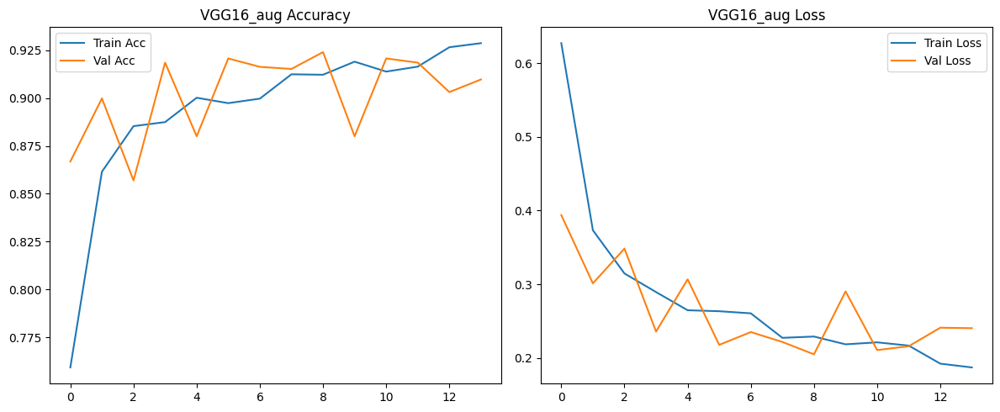 VGG16_aug Accuracy
Train Acc
Val Acc
0.925
0.900
0.875
0.850
0.825
0.800
0.775
0 2 4 6 8 10 12
VGG16_aug Loss
Train Loss
Val Loss
0.6
0.5
0.4
0.3
0.2
0 2 4 6 8 10 12